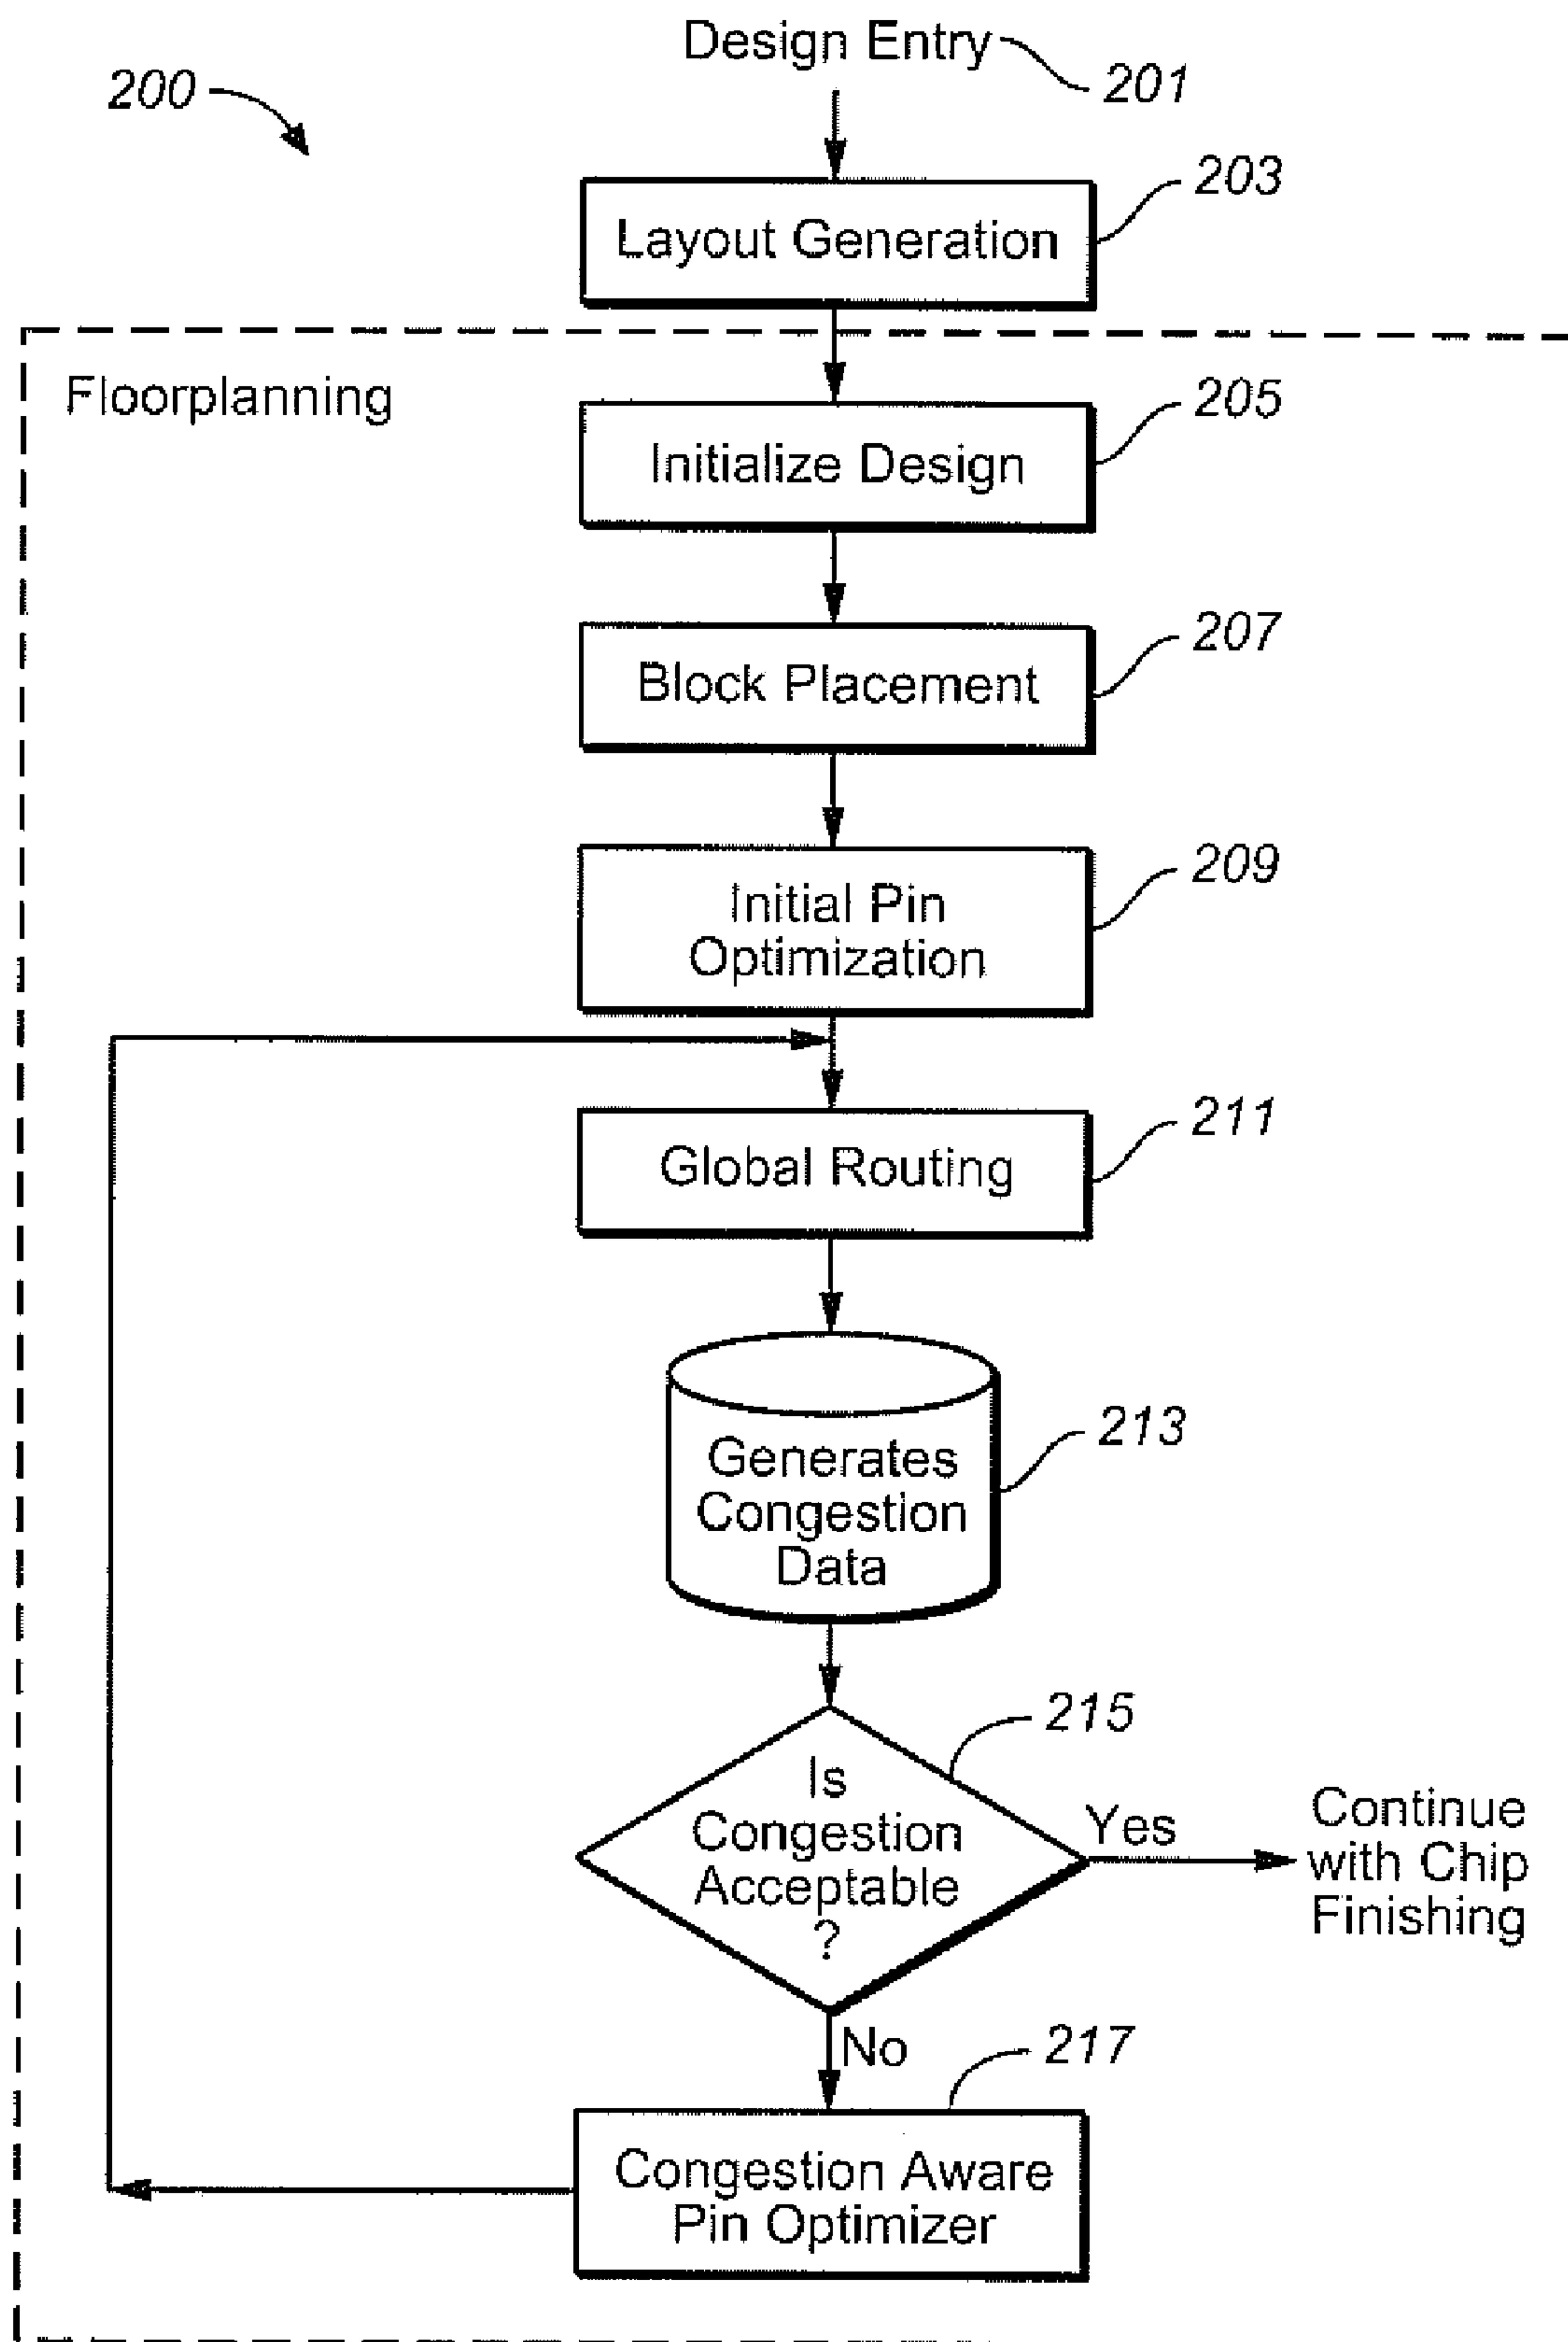 Design Entry
201
200
203
Layout Generation
Floorplanning
205
Initialize Design
207
Block Placement
209
Initial Pin
Optimization
211
Global Routing
213
Generates
Congestion
Data
215
Is
Congestion
Acceptable
?
Yes
Continue
with Chip
Finishing
No
217
Congestion Aware
Pin Optimizer